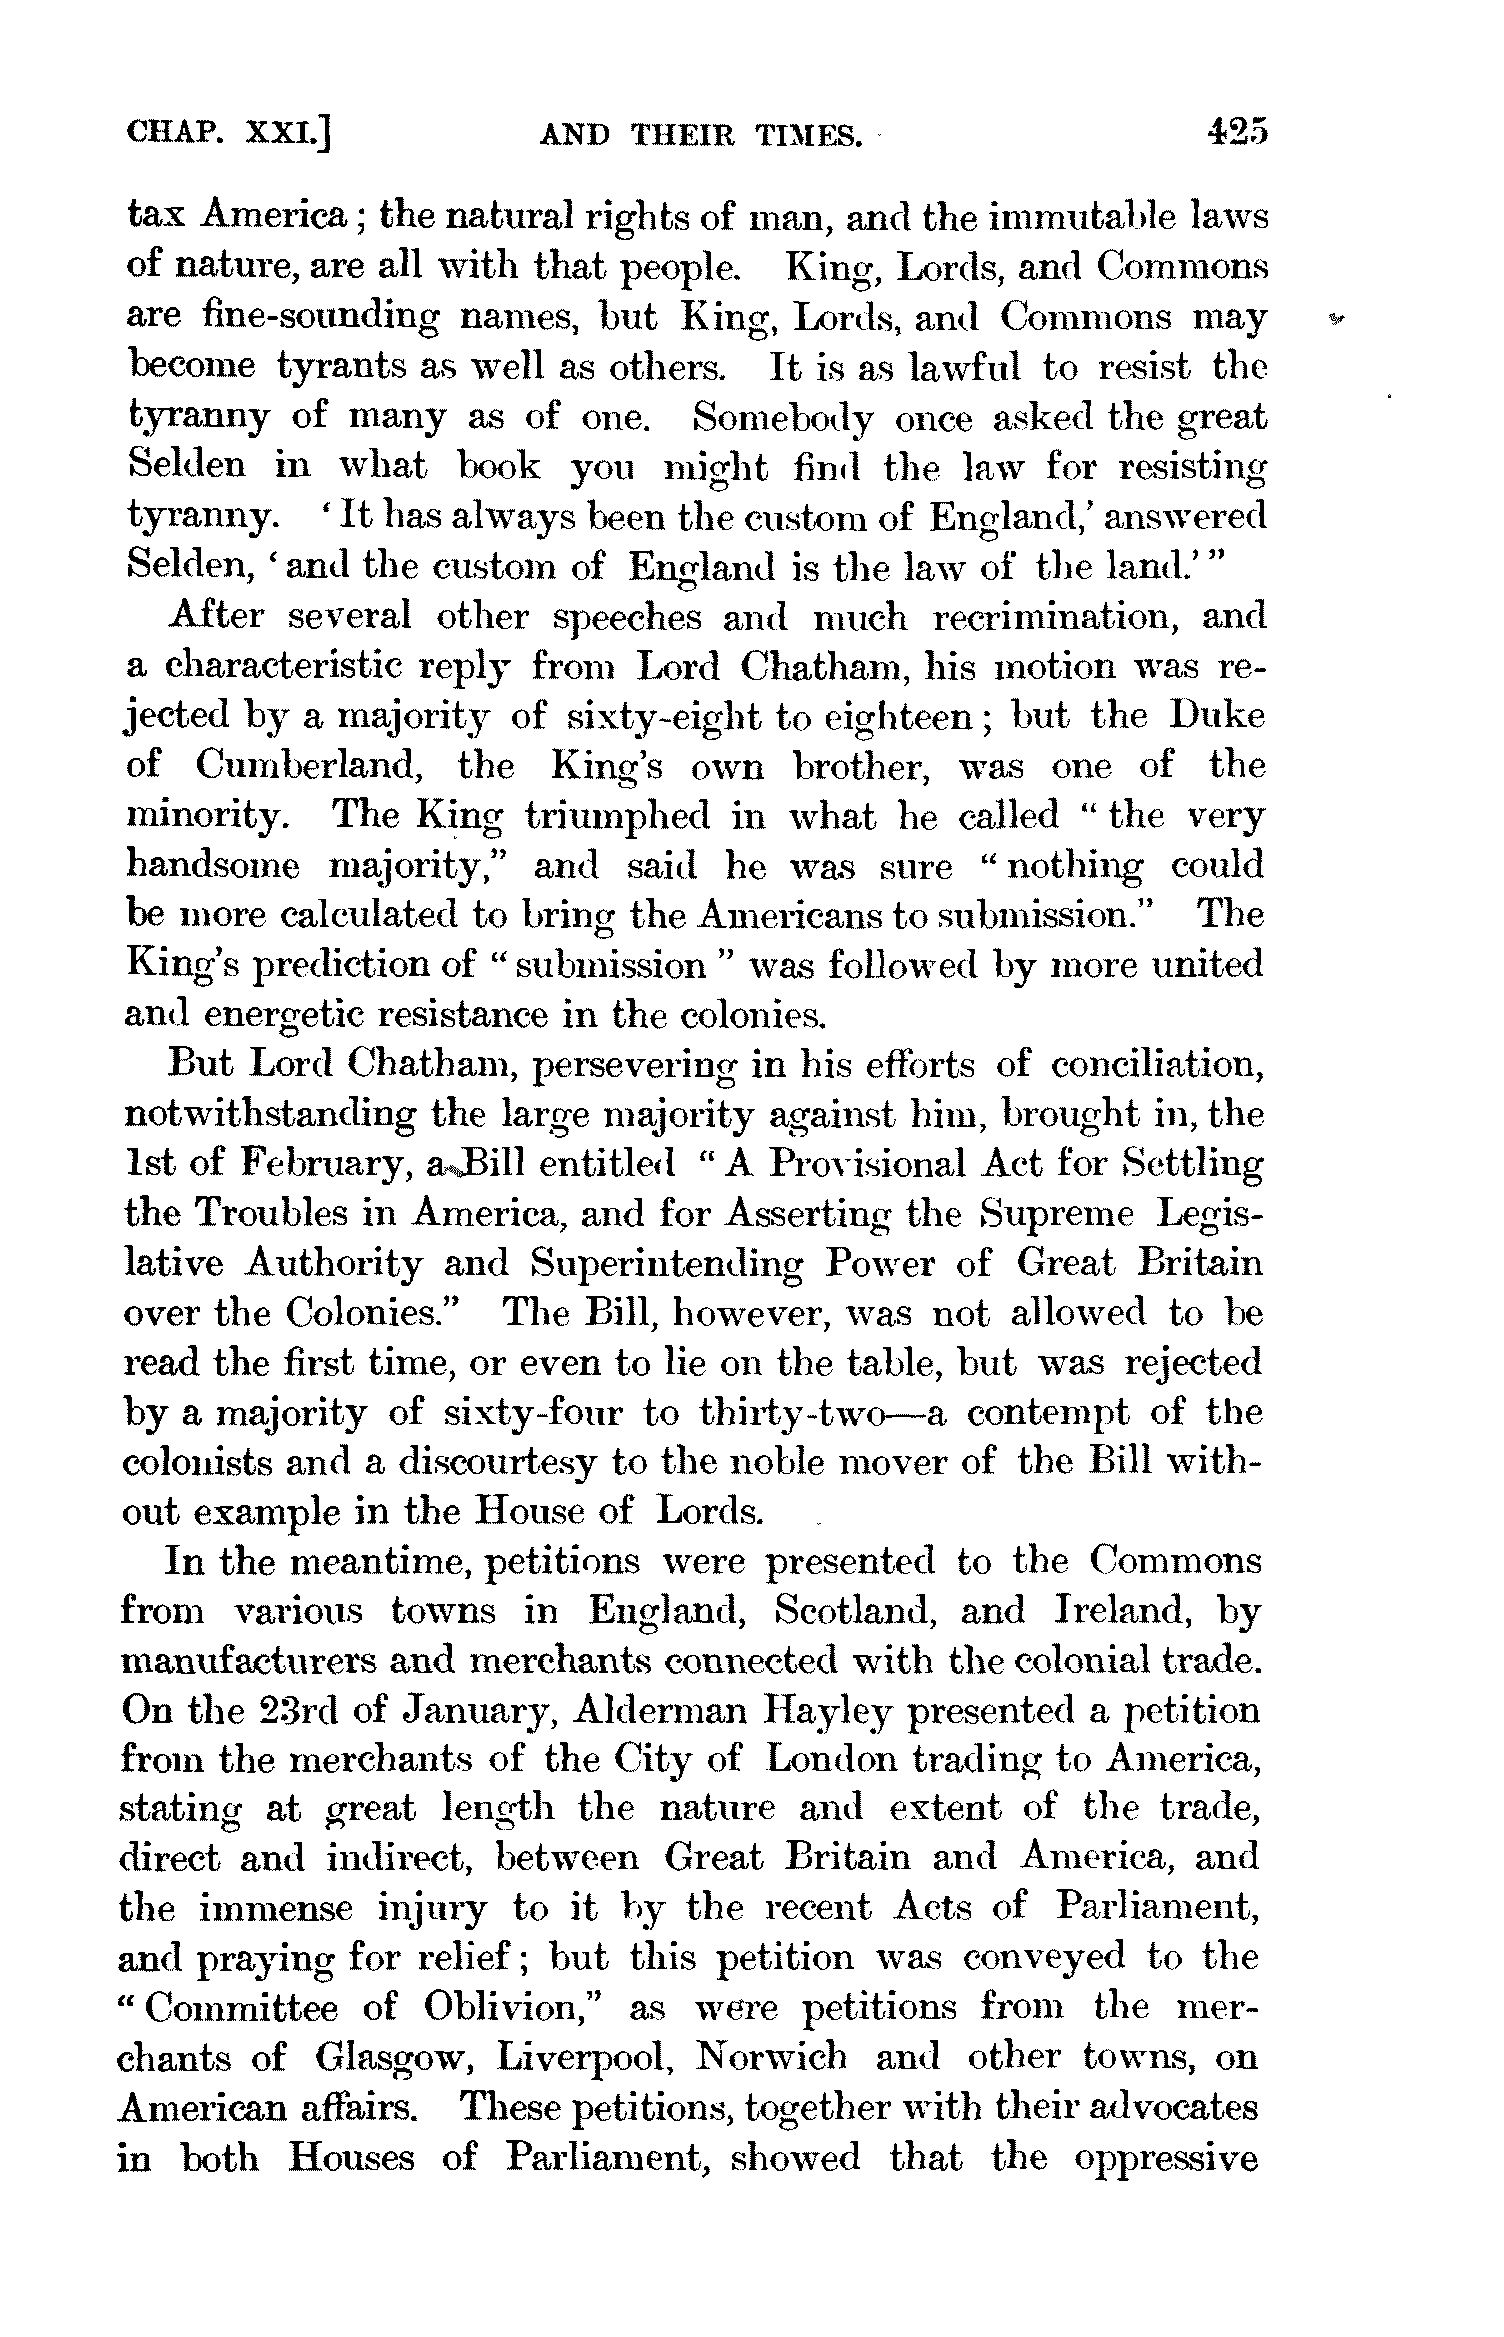 CHAP. XXI.] AND THEIR TIMES. 425
tax America ; the natural rights of man, and the immutable laws
of nature, are all with that people. King, Lords, and Commons
are fine-sounding names, but King, Lords, and Commons may
become tyrants as well as others. It is as lawful to resist the
tyranny of many as of one. Somebody once asked the great
Selden in what book you might find the law for resisting
tyranny. ‘ It has always been the custom of England,’ answered
Selden, ‘ and the custom of England is the law of the land.’ ”
After several other speeches and much recrimination, and
a characteristic reply from Lord Chatham, his motion was re-
jected by a majority of sixty-eight to eighteen ; but the Duke
of Cumberland, the King’s own brother, was one of the
minority. The King triumphed in what he called “ the very
handsome majority,” and said he was sure “ nothing could
be more calculated to bring the Americans to submission.” The
King’s prediction of “ submission ” was followed by more united
and energetic resistance in the colonies.
But Lord Chatham, persevering in his efforts of conciliation,
notwithstanding the large majority against him, brought in, the
1st of February, a Bill entitled “ A Provisional Act for Settling
the Troubles in America, and for Asserting the Supreme Legis-
lative Authority and Superintending Power of Great Britain
over the Colonies.” The Bill, however, was not allowed to be
read the first time, or even to lie on the table, but was rejected
by a majority of sixty-four to thirty-two—a contempt of the
colonists and a discourtesy to the noble mover of the Bill with-
out example in the House of Lords.
In the meantime, petitions were presented to the Commons
from various towns in England, Scotland, and Ireland, by
manufacturers and merchants connected with the colonial trade.
On the 23rd of January, Alderman Hayley presented a petition
from the merchants of the City of London trading to America,
stating at great length the nature and extent of the trade,
direct and indirect, between Great Britain and America, and
the immense injury to it by the recent Acts of Parliament,
and praying for relief ; but this petition was conveyed to the
“ Committee of Oblivion,” as were petitions from the mer-
chants of Glasgow, Liverpool, Norwich and other towns, on
American affairs. These petitions, together with their advocates
in both Houses of Parliament, showed that the oppressive